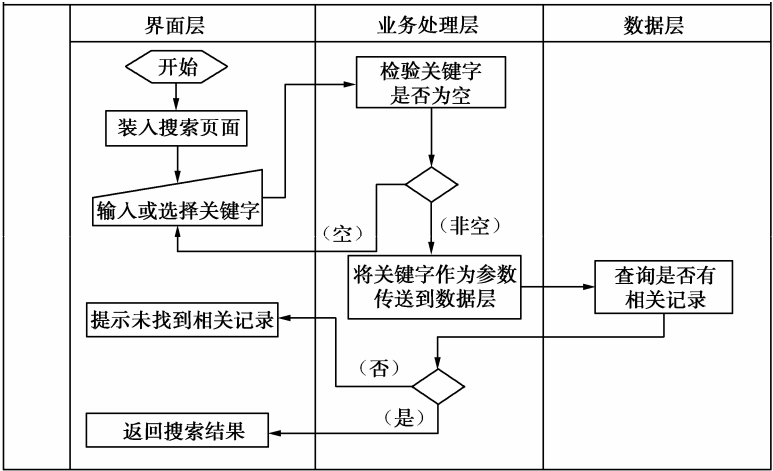 界面层
业务处理层
数据层
开始
装入搜索页面
输入或选择关键字
检验关键字
是否为空
（空）
（非空）
将关键字作为参数
传送到数据层
查询是否有
相关记录
提示未找到相关记录
（否）
（是）
返回搜索结果